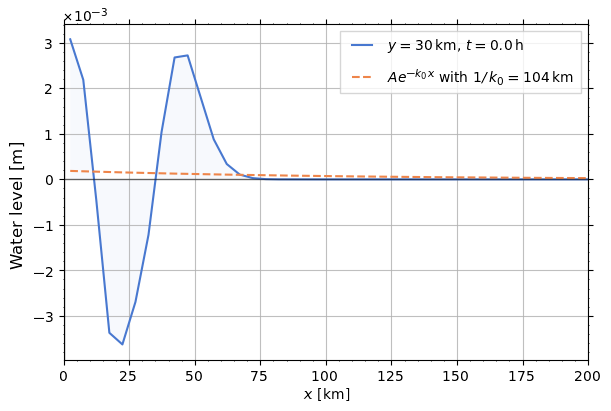 ×10⁻³
y = 30 km, t = 0.0 h
Ae^{-k₀x} with 1/k₀ = 104 km
3
2
1
0
−1
−2
−3
Water level [m]
0 25 50 75 100 125 150 175 200
x [km]